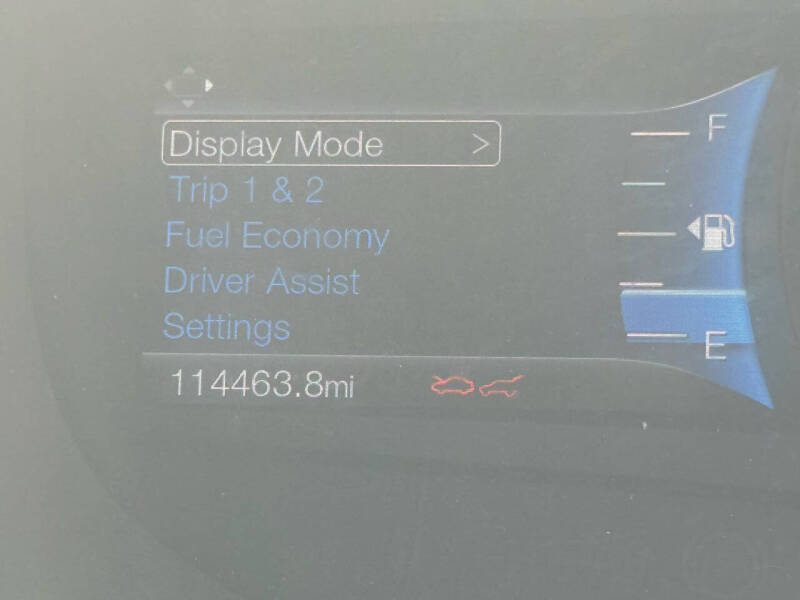 Display Mode >
Trip 1 & 2
Fuel Economy
Driver Assist
Settings
114463.8mi
F
E